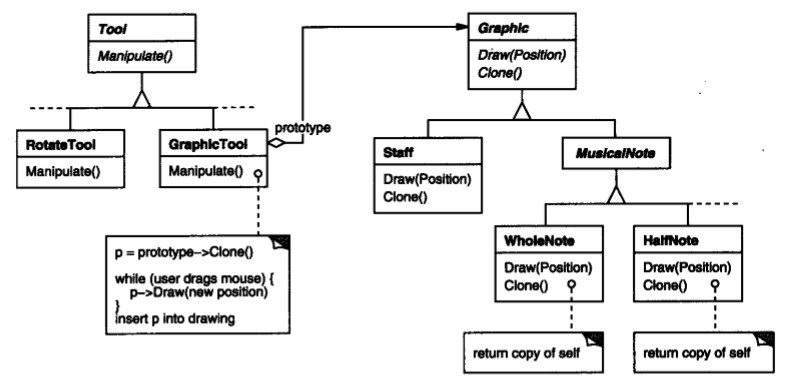 Tool
Manipulate()
Graphic
Draw(Position)
Clone()
prototype
RotateTool
Manipulate()
GraphicTool
Manipulate()
Staff
Draw(Position)
Clone()
MusicalNote
p = prototype–>Clone()
while (user drags mouse) {
p–>Draw(new position)
}
insert p into drawing
WholeNote
Draw(Position)
Clone()
HalfNote
Draw(Position)
Clone()
return copy of self
return copy of self